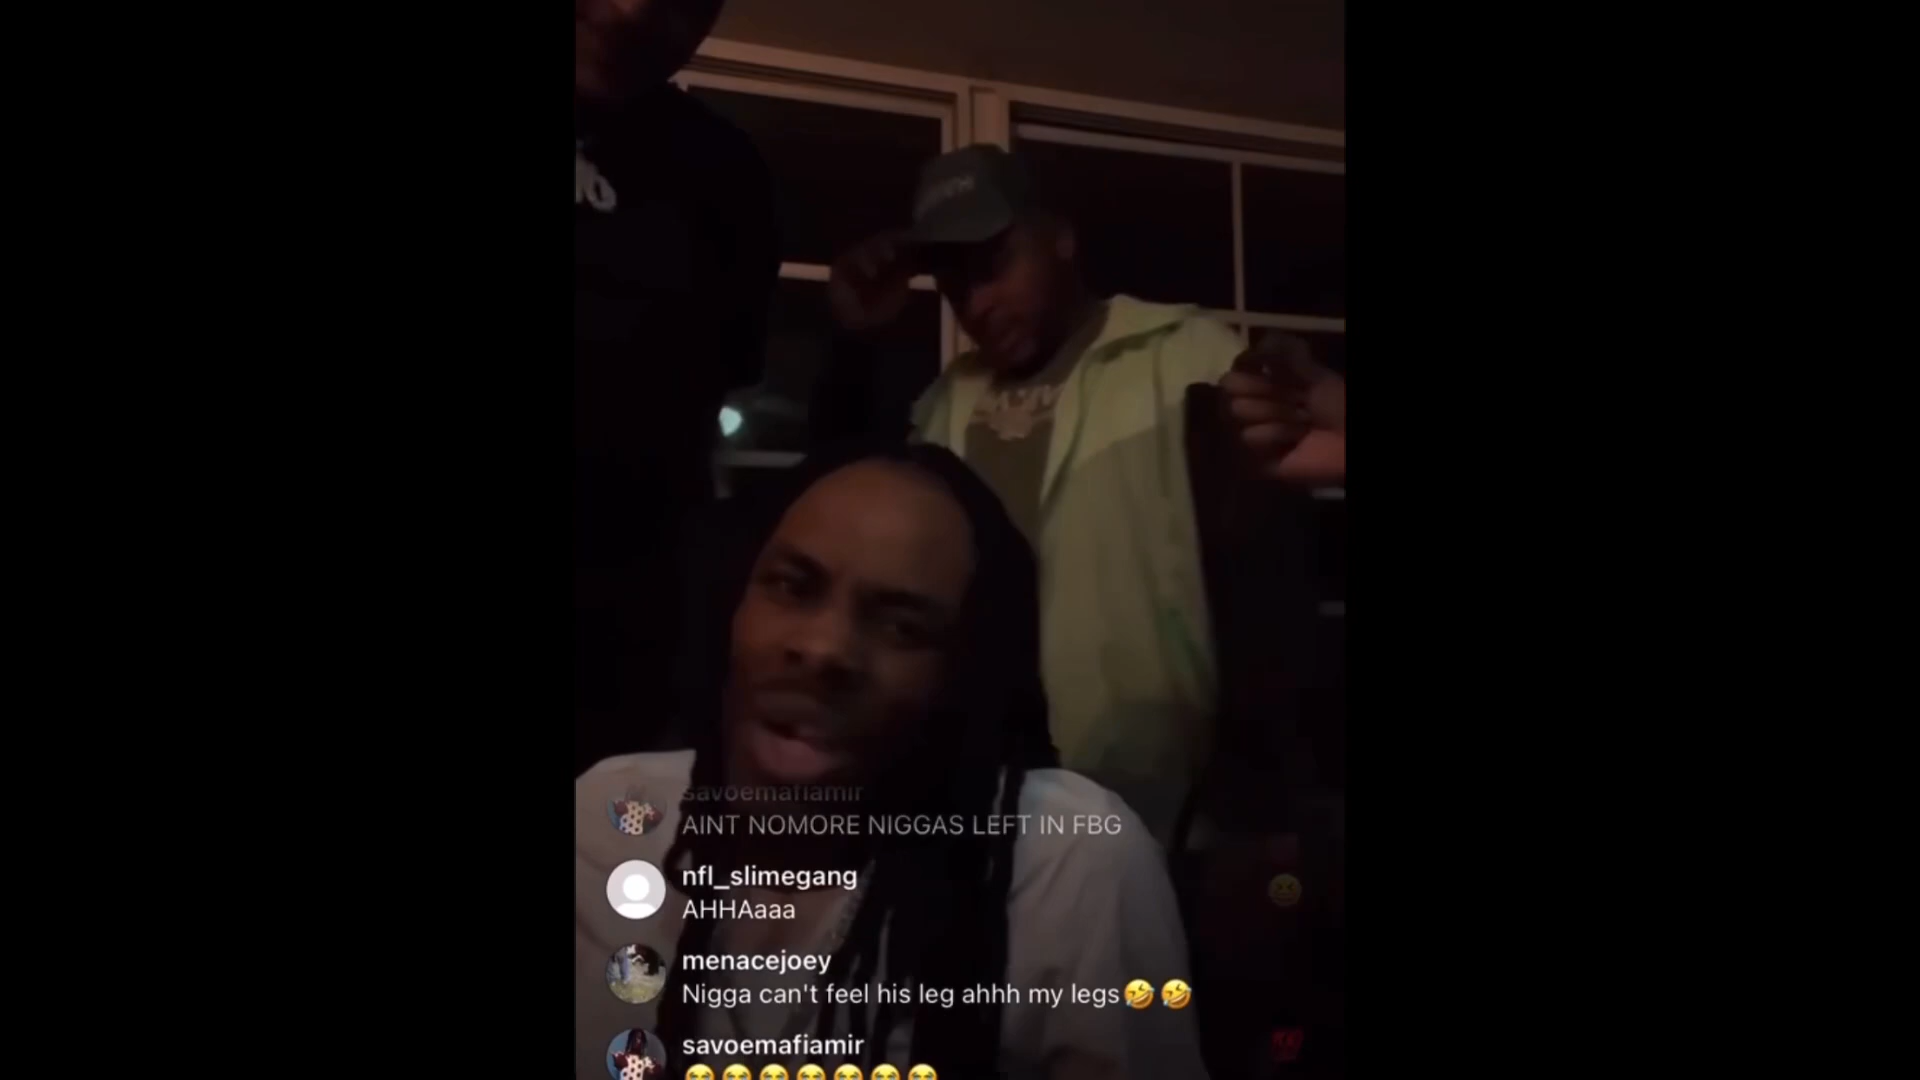 savoemafiamir
AINT NOMORE NIGGAS LEFT IN FBG
nfl_slimegang
AHHAaaa
menacejoey
Nigga can't feel his leg ahhh my legs🤣🤣
savoemafiamir
😭😭😭😭😭😭😭